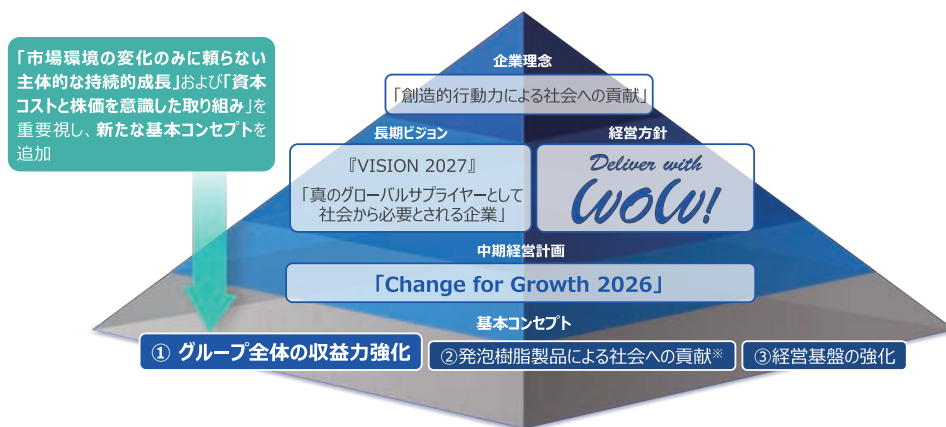 「市場環境の変化のみに頼らない
主体的な持続的成長」および「資本
コストと株価を意識した取り組み」を
重要視し、新たな基本コンセプトを
追加
企業理念
「創造的行動力による社会への貢献」
長期ビジョン
『VISION 2027』
「真のグローバルサプライヤーとして
社会から必要とされる企業」
経営方針
Deliver with
WOW!
中期経営計画
「Change for Growth 2026」
基本コンセプト
① グループ全体の収益力強化
②発泡樹脂製品による社会への貢献※
③経営基盤の強化